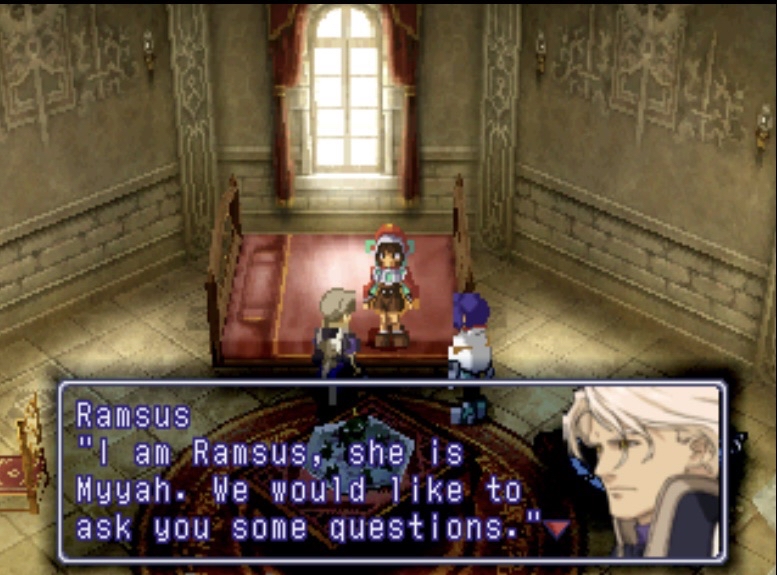 Ramsus
"I am Ramsus, she is
Myyah. We would like to
ask you some questions."